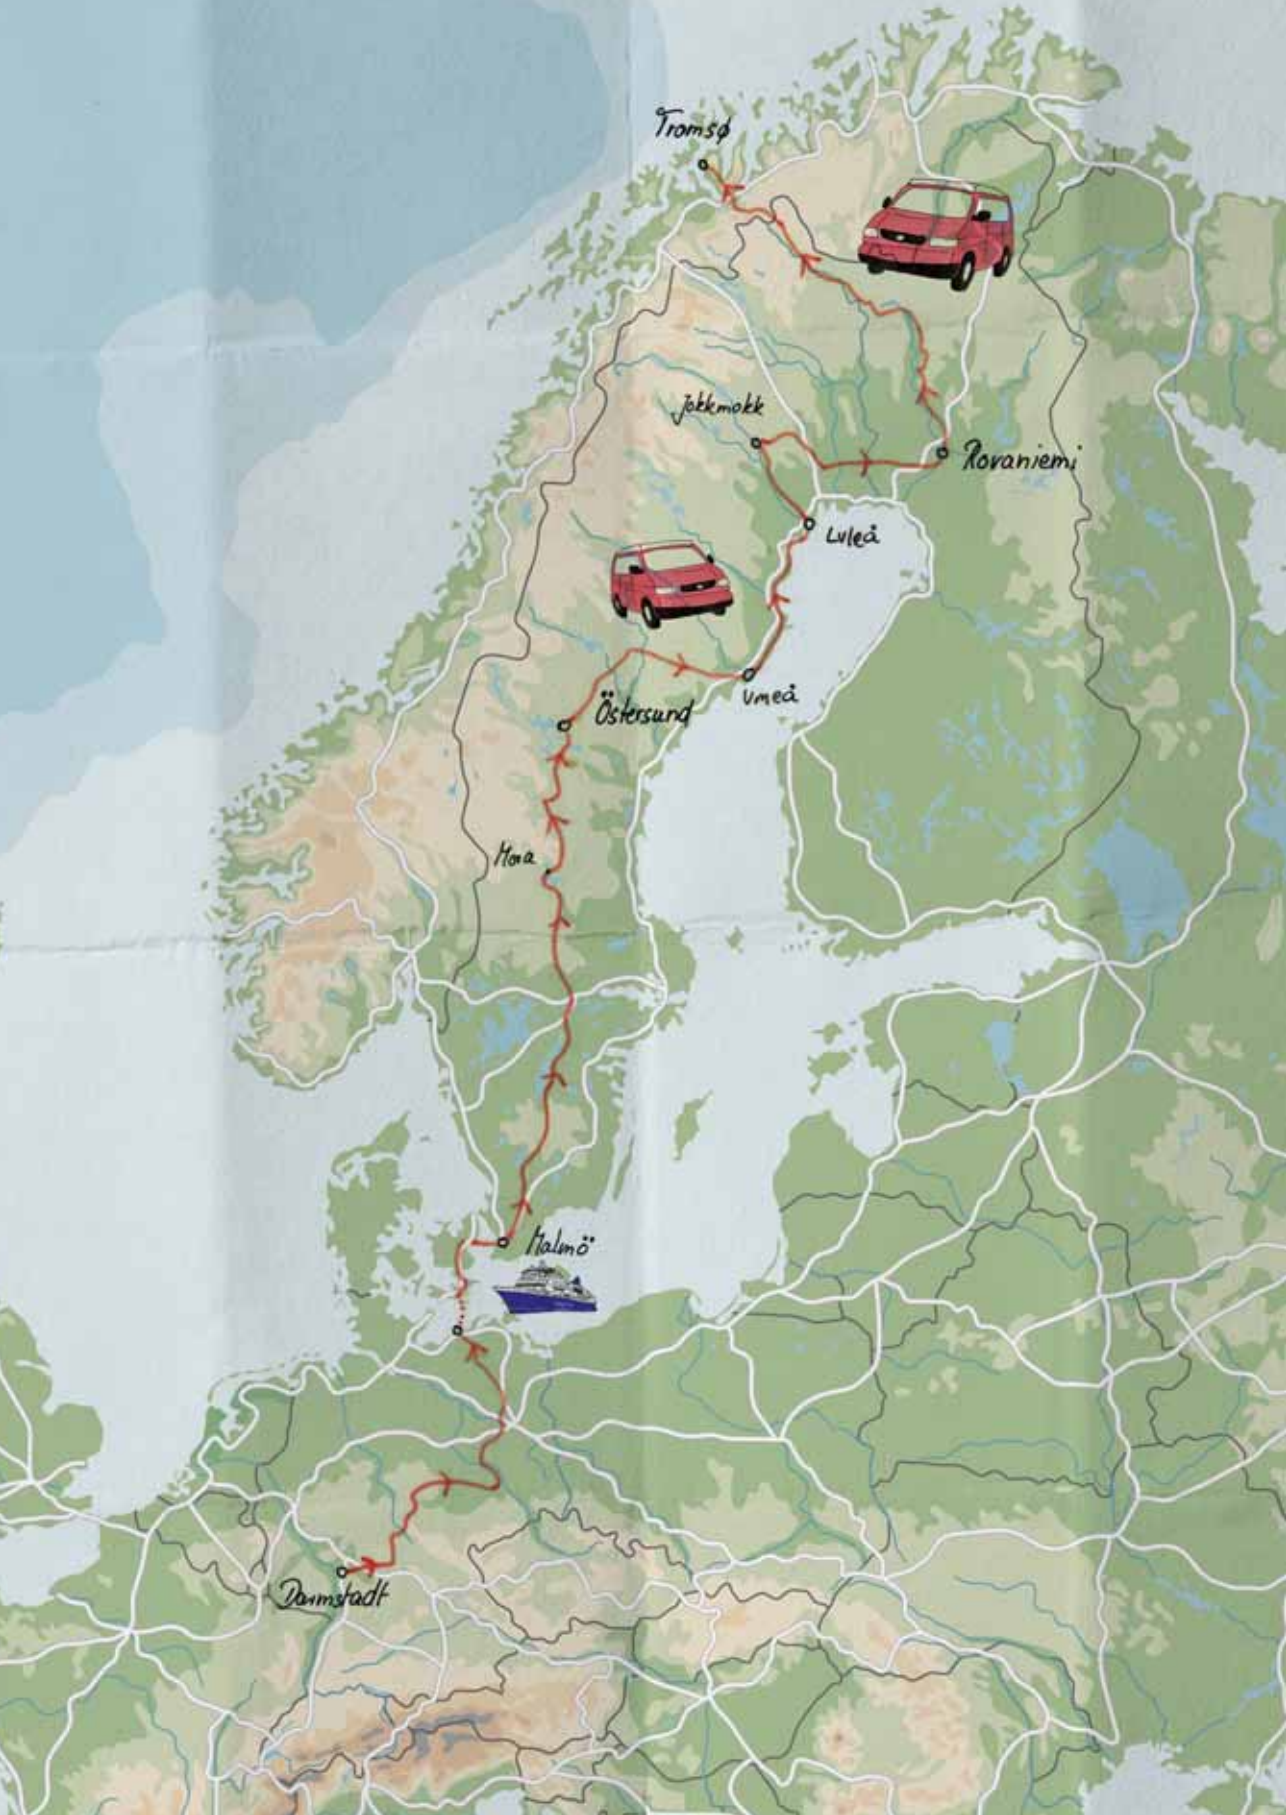 Tromsø
Jokkmokk
Rovaniemi
Luleå
Umeå
Östersund
Mora
Malmö
Darmstadt